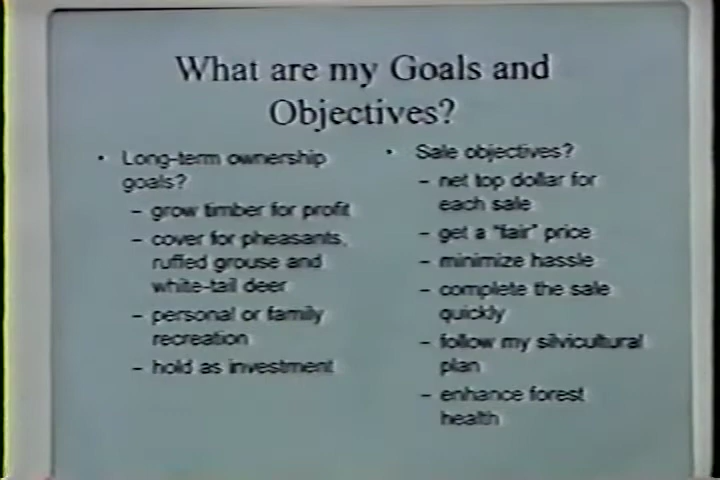 What are my Goals and
Objectives?
• Long-term ownership
goals?
– grow timber for profit
– cover for pheasants,
ruffed grouse and
white-tail deer
– personal or family
recreation
– hold as investment
• Sale objectives?
– net top dollar for
each sale
– get a "fair" price
– minimize hassle
– complete the sale
quickly
– follow my silvicultural
plan
– enhance forest
health